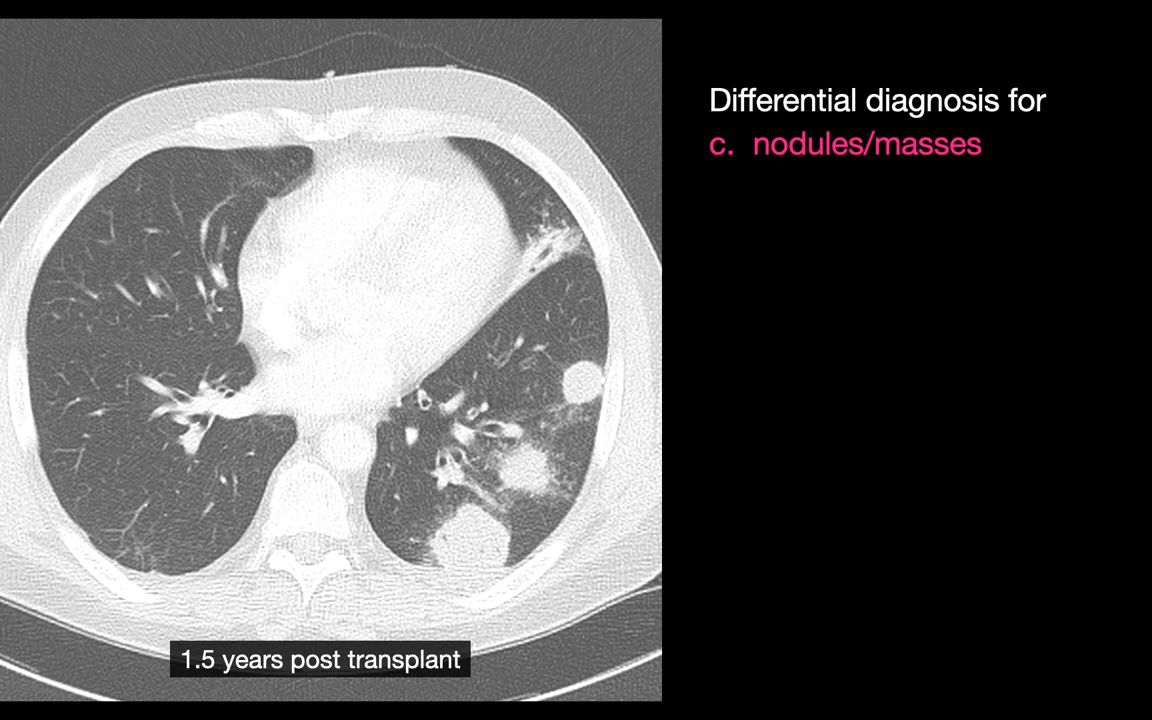 Differential diagnosis for
c. nodules/masses
1.5 years post transplant